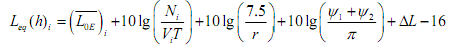 L_eq (h)_i = (\overline{L_{0E}})_i + 10 lg (N_i / V_i T) + 10 lg (7.5 / r) + 10 lg ((ψ_1 + ψ_2) / π) + ΔL − 16